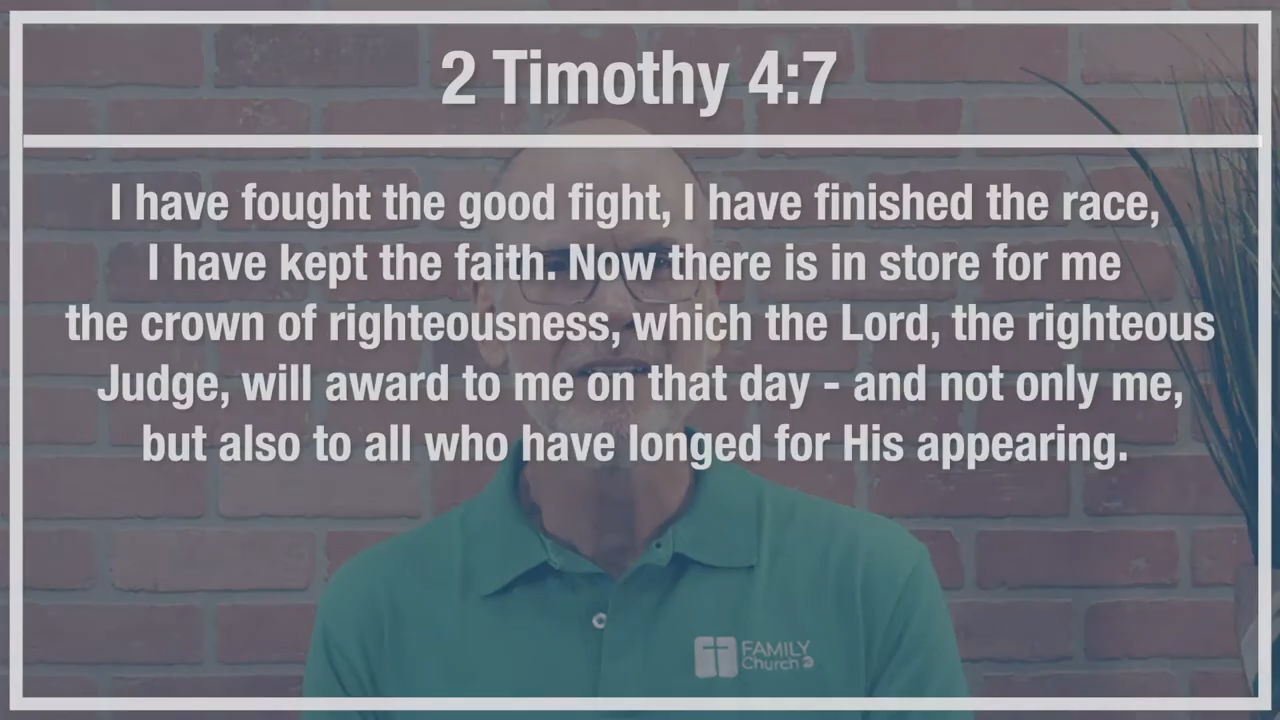 2 Timothy 4:7
I have fought the good fight, I have finished the race,
I have kept the faith. Now there is in store for me
the crown of righteousness, which the Lord, the righteous
Judge, will award to me on that day - and not only me,
but also to all who have longed for His appearing.
FAMILY
Church